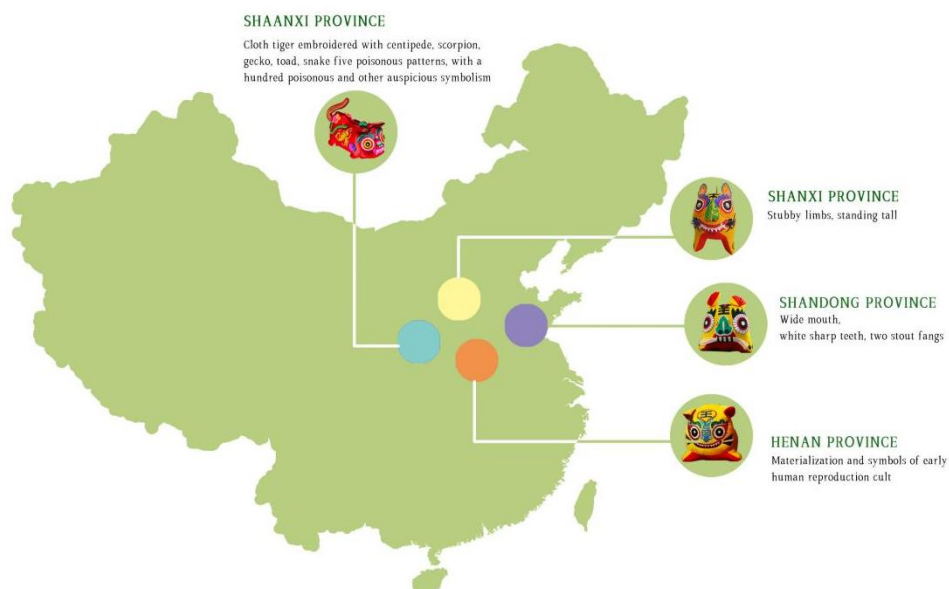 SHAANXI PROVINCE
Cloth tiger embroidered with centipede, scorpion,
gecko, toad, snake five poisonous patterns, with a
hundred poisonous and other auspicious symbolism
SHANXI PROVINCE
Stubby limbs, standing tall
SHANDONG PROVINCE
Wide mouth,
white sharp teeth, two stout fangs
王
HENAN PROVINCE
Materialization and symbols of early
human reproduction cult